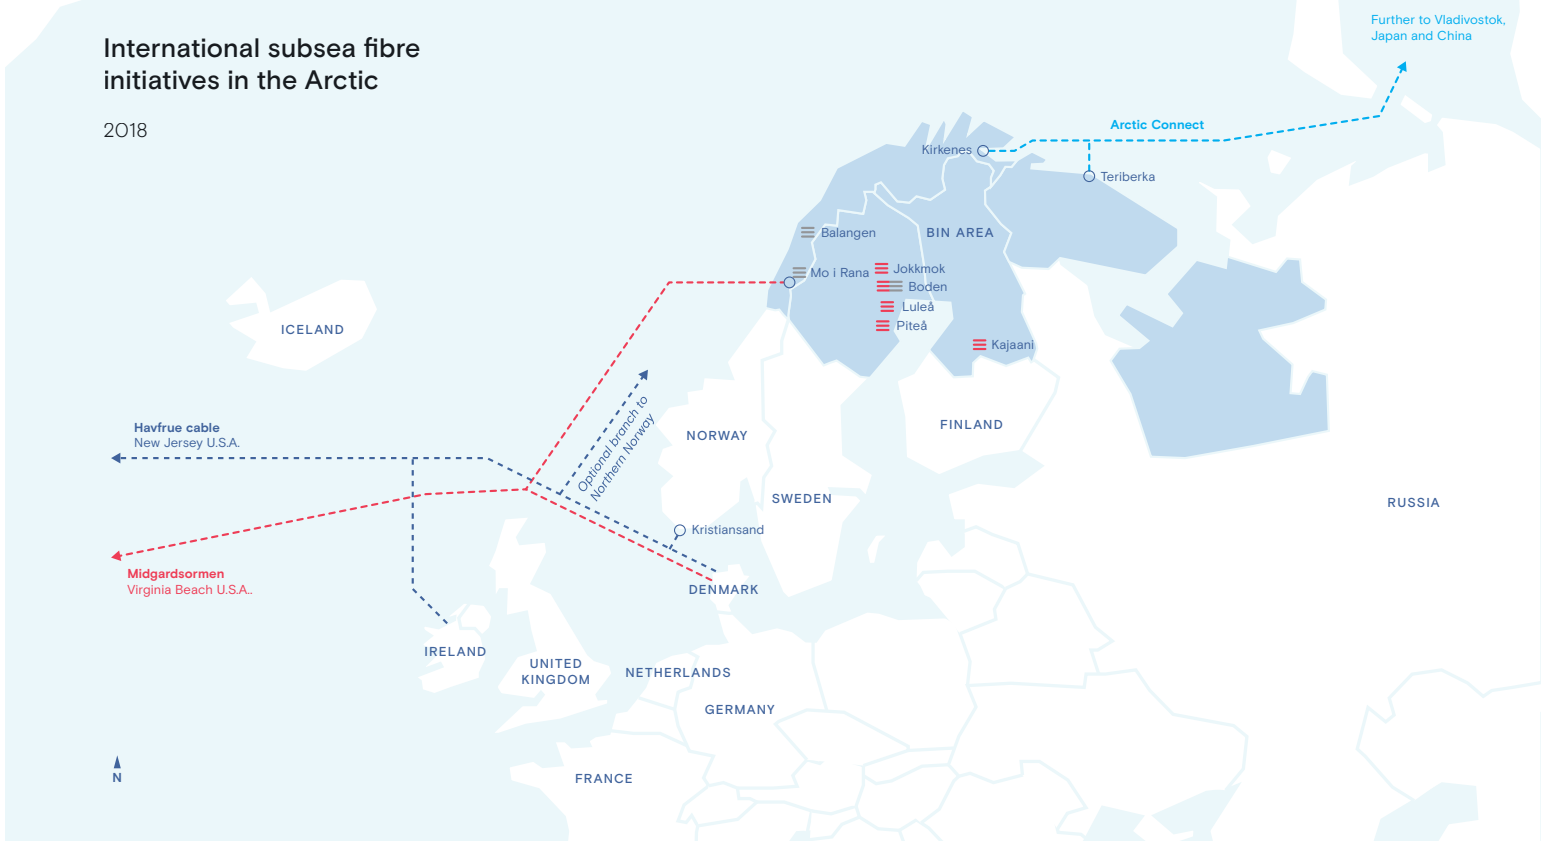 International subsea fibre
initiatives in the Arctic
2018
Further to Vladivostok,
Japan and China
Arctic Connect
Kirkenes
Teriberka
Balangen
BIN AREA
Mo i Rana
Jokkmok
Boden
Luleå
Piteå
Kajaani
ICELAND
Optional branch to
Northern Norway
Havfrue cable
New Jersey U.S.A.
NORWAY
FINLAND
SWEDEN
RUSSIA
Kristiansand
Midgardsormen
Virginia Beach U.S.A..
DENMARK
IRELAND
UNITED
KINGDOM
NETHERLANDS
GERMANY
FRANCE
N